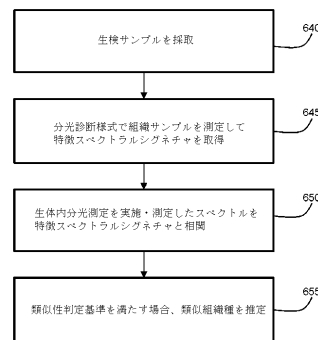 生検サンプルを採取
640
分光診断様式で組織サンプルを測定して
特徴スペクトラルシグネチャを取得
645
生体内分光測定を実施・測定したスペクトルを
特徴スペクトラルシグネチャと相関
650
類似性判定基準を満たす場合、類似組織種を推定
655